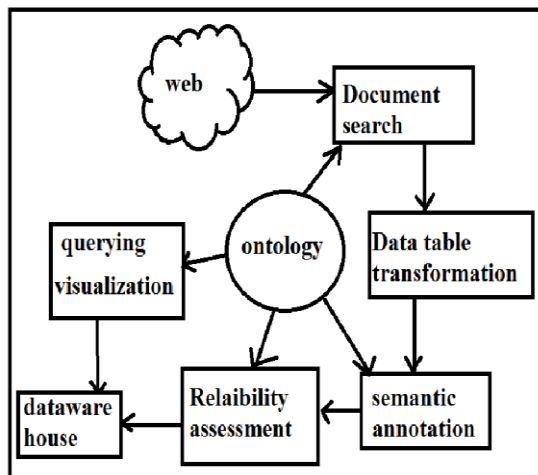 web
Document
search
querying
visualization
ontology
Data table
transformation
dataware
house
Relaibility
assessment
semantic
annotation